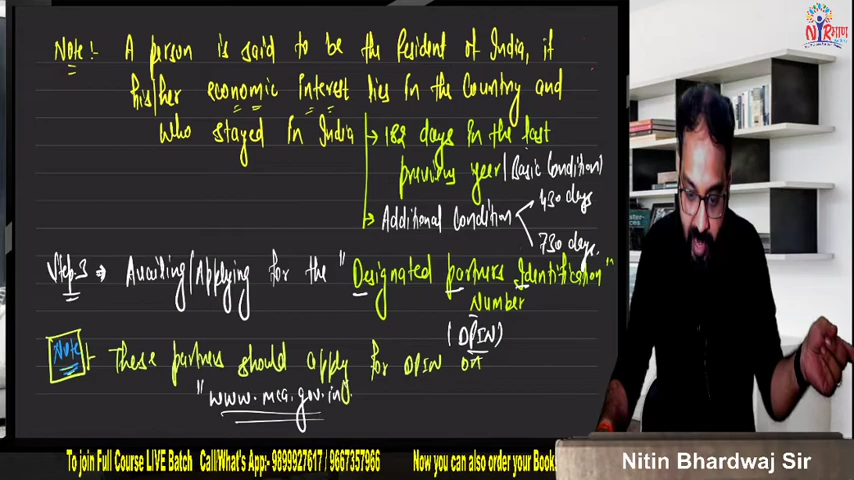 Note :- A person is said to be the Resident of India, if
his/her economic interest lies in the Country and
who stayed in India → 182 days in the last
previous year (Basic Condition)
→ Additional Condition
430 days
730 days.
Step-3 → Availing/Applying for the "Designated partners Identification"
Number
(DPIN)
Note :- These partners should apply for DPIN on
"www.mca.gov.in".
To join Full Course LIVE Batch Call/What's App:- 9899927617 / 9667357966 Now you can also order your Book
Nitin Bhardwaj Sir